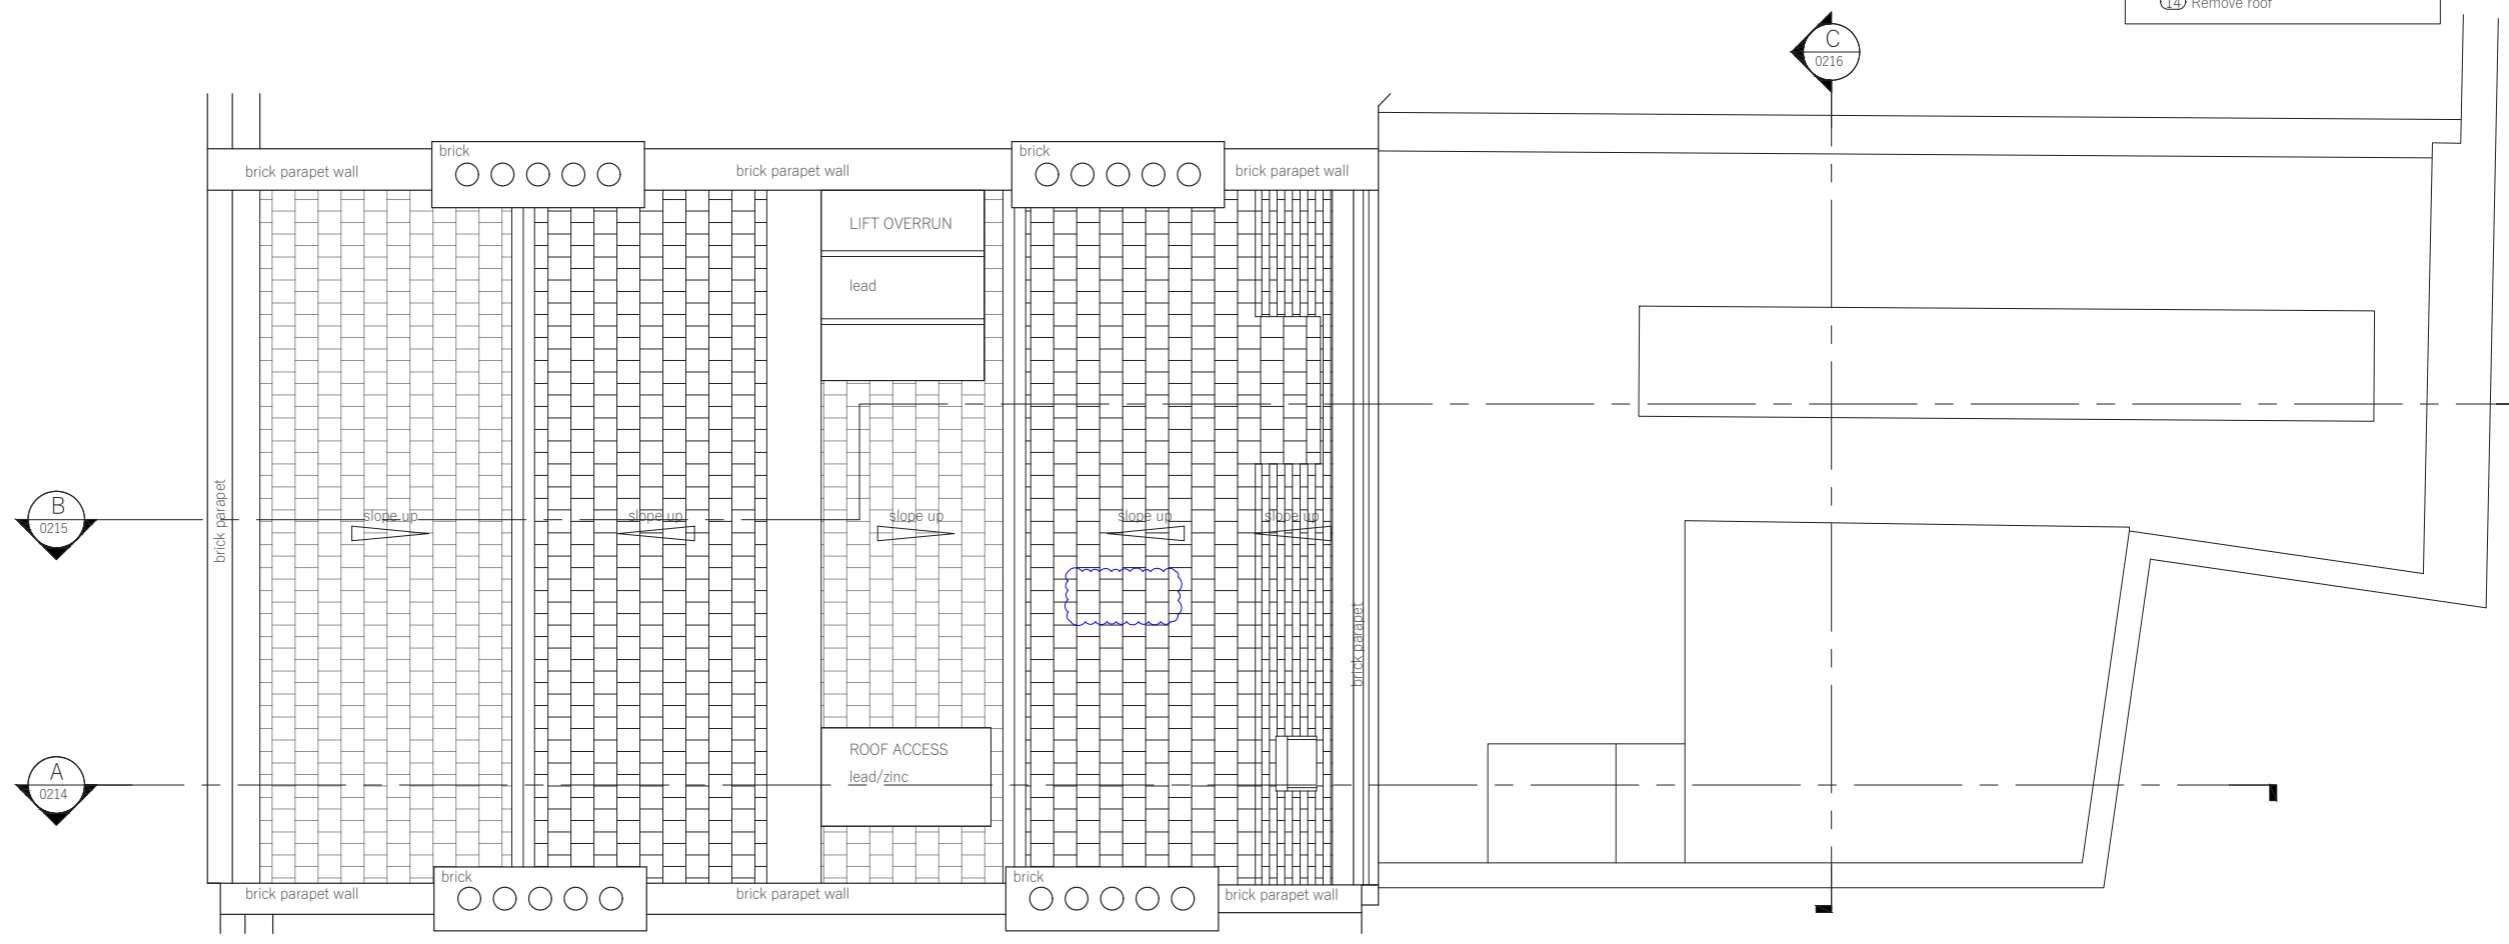 14 Remove roof
C
0216
brick
brick
brick parapet wall
brick parapet wall
brick parapet wall
LIFT OVERRUN
lead
B
0215
brick parapet
slope up
slope up
slope up
slope up
slope up
brick parapet
ROOF ACCESS
lead/zinc
A
0214
brick
brick
brick parapet wall
brick parapet wall
brick parapet wall